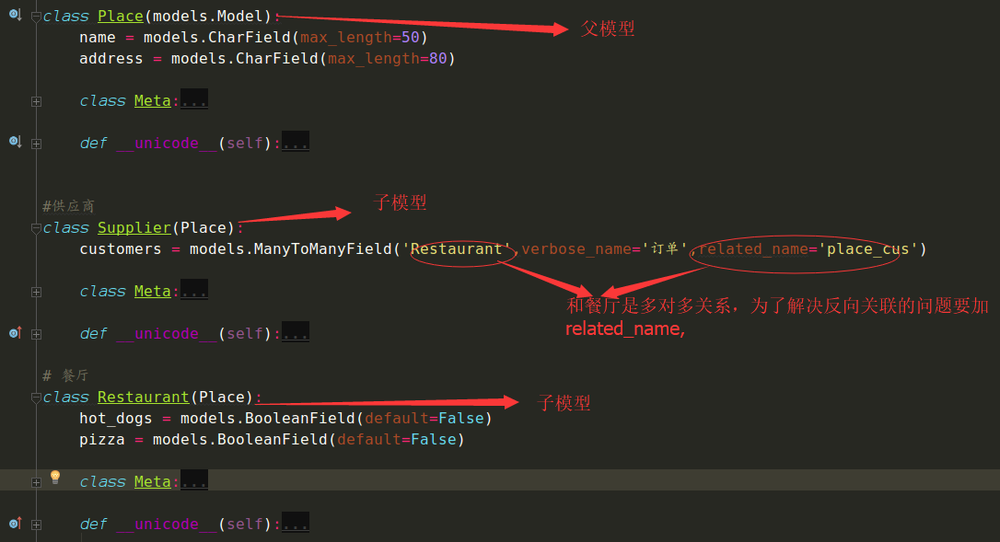 class Place(models.Model):
父模型
name = models.CharField(max_length=50)
address = models.CharField(max_length=80)
class Meta:...
def __unicode__(self):...
#供应商
子模型
class Supplier(Place):
customers = models.ManyToManyField('Restaurant',verbose_name='订单',related_name='place_cus')
class Meta:...
和餐厅是多对多关系，为了解决反向关联的问题要加
related_name,
def __unicode__(self):...
# 餐厅
class Restaurant(Place):
子模型
hot_dogs = models.BooleanField(default=False)
pizza = models.BooleanField(default=False)
class Meta:...
def __unicode__(self):...